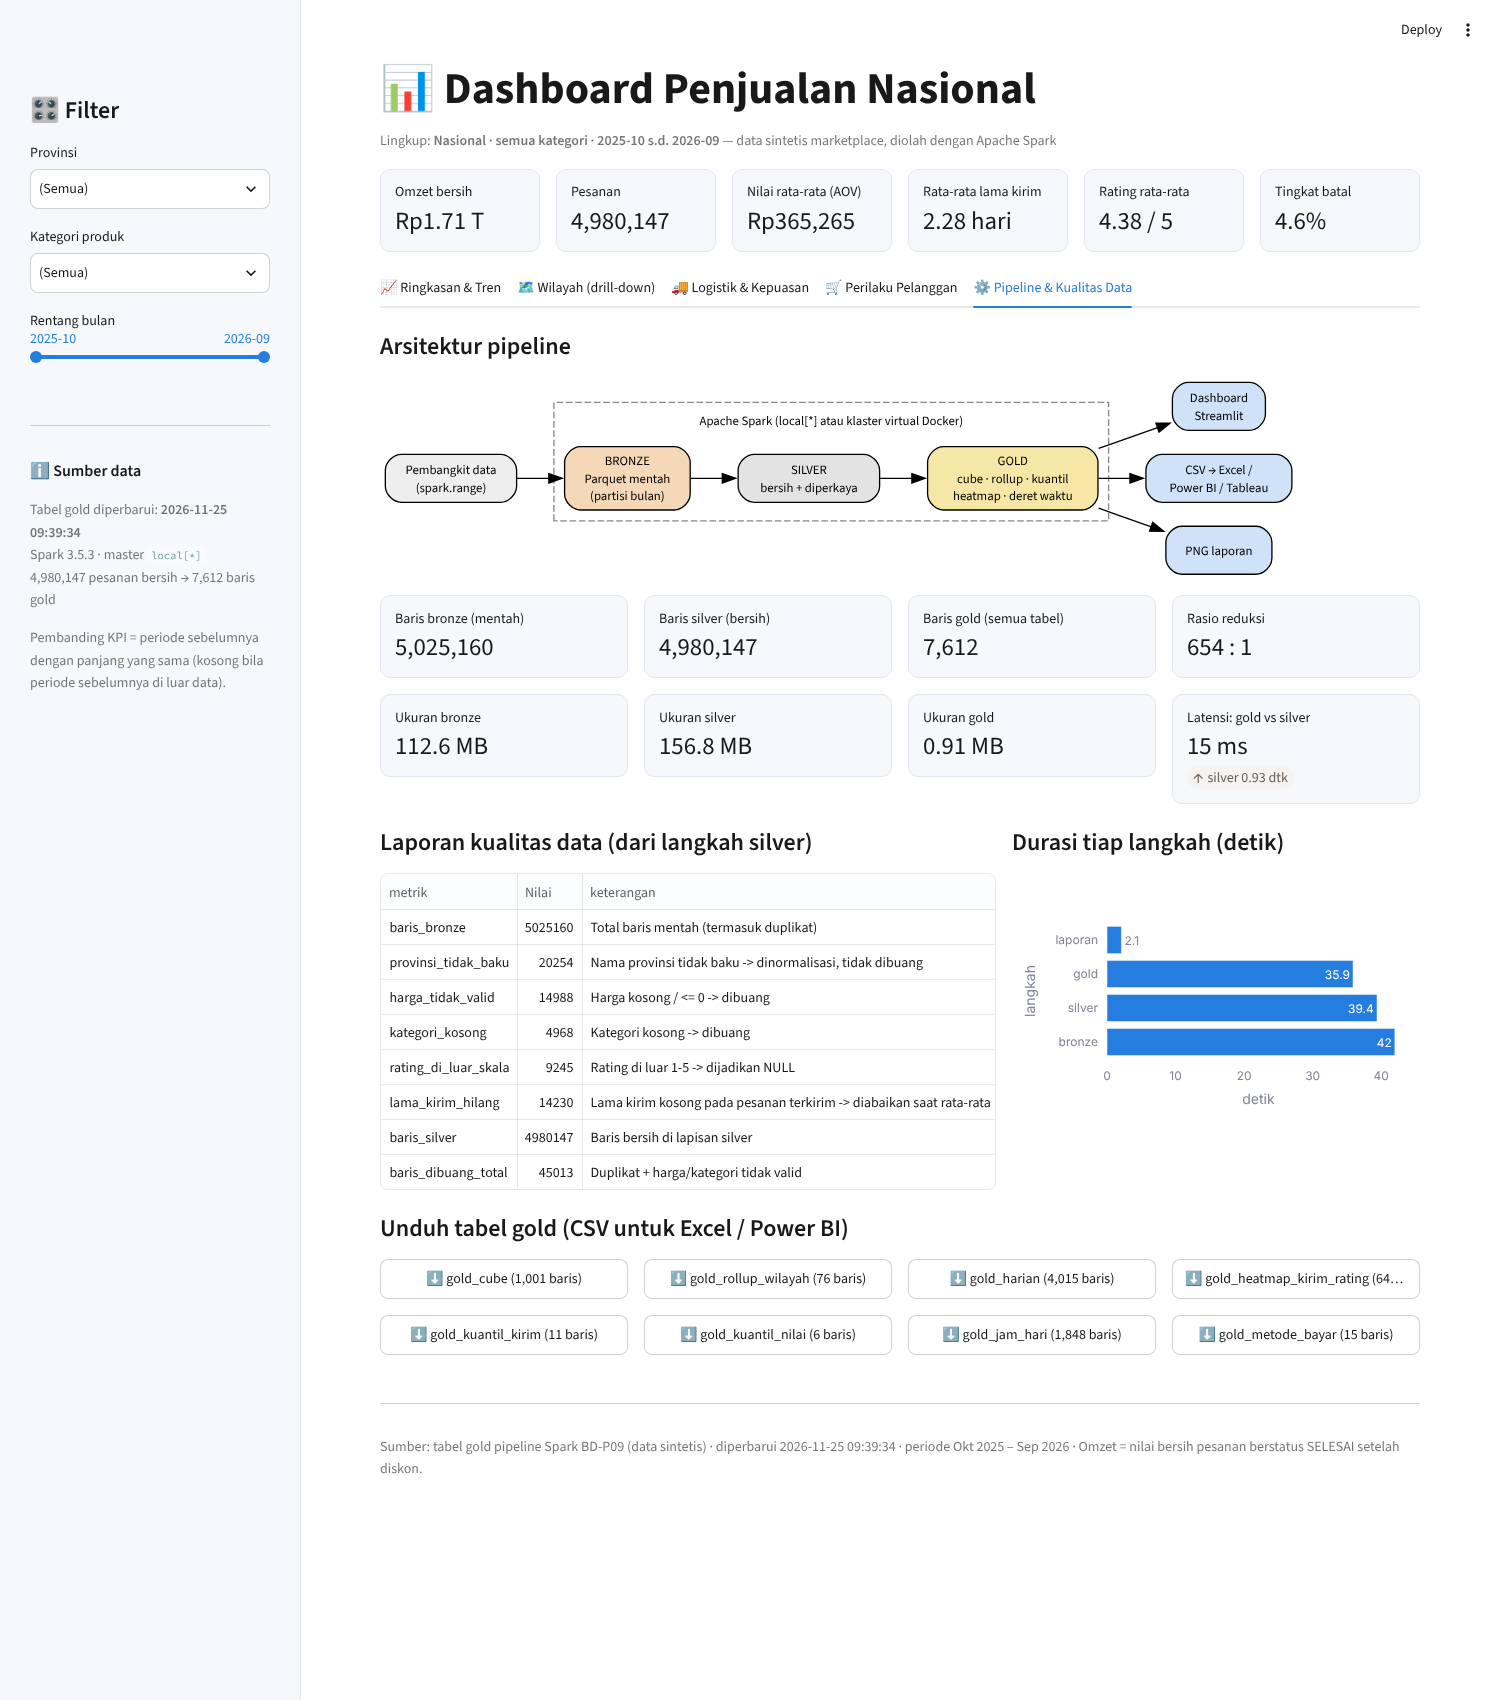 Deploy
🎛️ Filter
Provinsi
(Semua)
Kategori produk
(Semua)
Rentang bulan
2025-10 2026-09
ℹ️ Sumber data
Tabel gold diperbarui: 2026-11-25
09:39:34
Spark 3.5.3 · master local[*]
4,980,147 pesanan bersih → 7,612 baris
gold
Pembanding KPI = periode sebelumnya
dengan panjang yang sama (kosong bila
periode sebelumnya di luar data).
📊 Dashboard Penjualan Nasional
Lingkup: Nasional · semua kategori · 2025-10 s.d. 2026-09 — data sintetis marketplace, diolah dengan Apache Spark
Omzet bersih
Rp1.71 T
Pesanan
4,980,147
Nilai rata-rata (AOV)
Rp365,265
Rata-rata lama kirim
2.28 hari
Rating rata-rata
4.38 / 5
Tingkat batal
4.6%
📈 Ringkasan & Tren 🗺️ Wilayah (drill-down) 🚚 Logistik & Kepuasan 🛒 Perilaku Pelanggan ⚙️ Pipeline & Kualitas Data
Arsitektur pipeline
Apache Spark (local[*] atau klaster virtual Docker)
Pembangkit data
(spark.range)
BRONZE
Parquet mentah
(partisi bulan)
SILVER
bersih + diperkaya
GOLD
cube · rollup · kuantil
heatmap · deret waktu
Dashboard
Streamlit
CSV → Excel /
Power BI / Tableau
PNG laporan
Baris bronze (mentah)
5,025,160
Baris silver (bersih)
4,980,147
Baris gold (semua tabel)
7,612
Rasio reduksi
654 : 1
Ukuran bronze
112.6 MB
Ukuran silver
156.8 MB
Ukuran gold
0.91 MB
Latensi: gold vs silver
15 ms
↑ silver 0.93 dtk
Laporan kualitas data (dari langkah silver)
metrik Nilai keterangan
baris_bronze 5025160 Total baris mentah (termasuk duplikat)
provinsi_tidak_baku 20254 Nama provinsi tidak baku -> dinormalisasi, tidak dibuang
harga_tidak_valid 14988 Harga kosong / <= 0 -> dibuang
kategori_kosong 4968 Kategori kosong -> dibuang
rating_di_luar_skala 9245 Rating di luar 1-5 -> dijadikan NULL
lama_kirim_hilang 14230 Lama kirim kosong pada pesanan terkirim -> diabaikan saat rata-rata
baris_silver 4980147 Baris bersih di lapisan silver
baris_dibuang_total 45013 Duplikat + harga/kategori tidak valid
Durasi tiap langkah (detik)
langkah
laporan 2.1
gold 35.9
silver 39.4
bronze 42
0 10 20 30 40
detik
Unduh tabel gold (CSV untuk Excel / Power BI)
⬇️ gold_cube (1,001 baris)
⬇️ gold_rollup_wilayah (76 baris)
⬇️ gold_harian (4,015 baris)
⬇️ gold_heatmap_kirim_rating (64…
⬇️ gold_kuantil_kirim (11 baris)
⬇️ gold_kuantil_nilai (6 baris)
⬇️ gold_jam_hari (1,848 baris)
⬇️ gold_metode_bayar (15 baris)
Sumber: tabel gold pipeline Spark BD-P09 (data sintetis) · diperbarui 2026-11-25 09:39:34 · periode Okt 2025 – Sep 2026 · Omzet = nilai bersih pesanan berstatus SELESAI setelah
diskon.